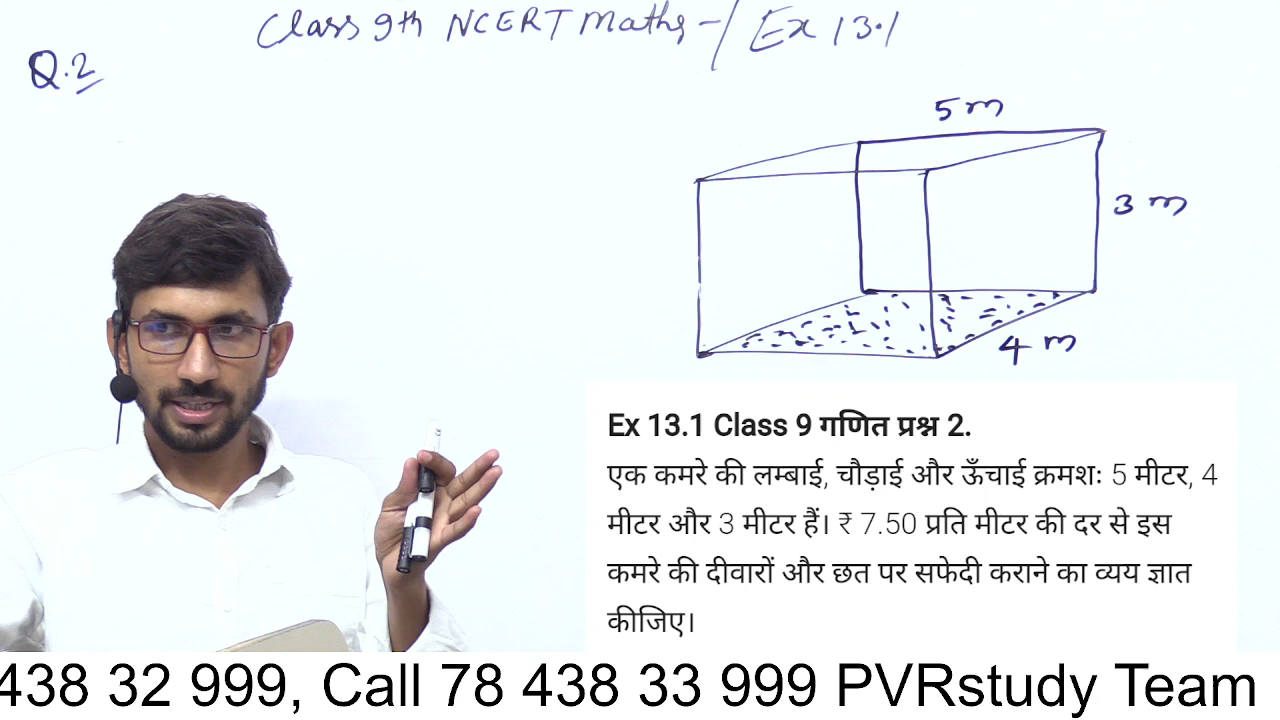 Class 9th NCERT Maths - / Ex 13.1
Q.2
5 m
3 m
4 m
Ex 13.1 Class 9 गणित प्रश्न 2.
एक कमरे की लम्बाई, चौड़ाई और ऊँचाई क्रमशः 5 मीटर, 4
मीटर और 3 मीटर हैं। ₹ 7.50 प्रति मीटर की दर से इस
कमरे की दीवारों और छत पर सफेदी कराने का व्यय ज्ञात
कीजिए।
438 32 999, Call 78 438 33 999 PVRstudy Team